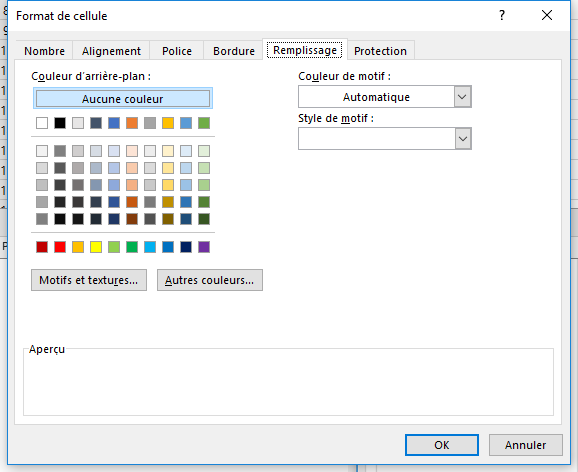 Format de cellule
Nombre Alignement Police Bordure Remplissage Protection
Couleur d'arrière-plan :
Aucune couleur
Couleur de motif :
Automatique
Style de motif :
Motifs et textures...
Autres couleurs...
Aperçu
OK
Annuler